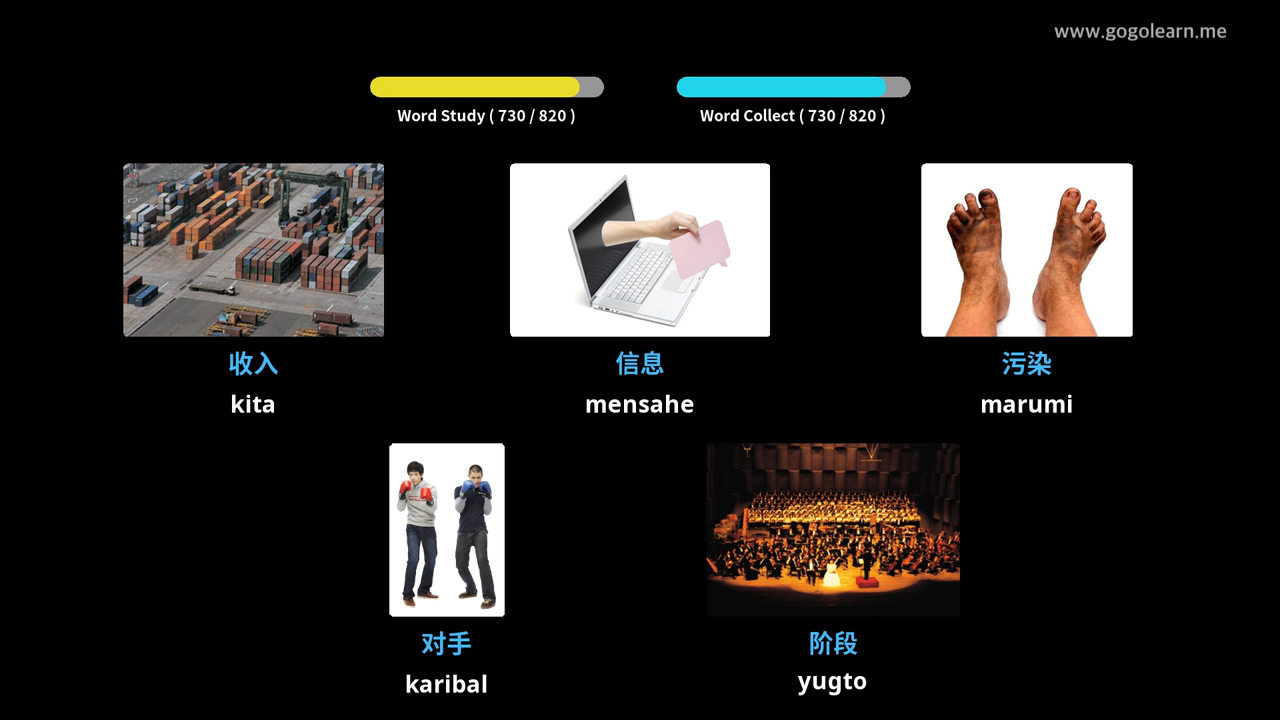 www.gogolearn.me
Word Study ( 730 / 820 )
Word Collect ( 730 / 820 )
收入
kita
信息
mensahe
污染
marumi
对手
karibal
阶段
yugto